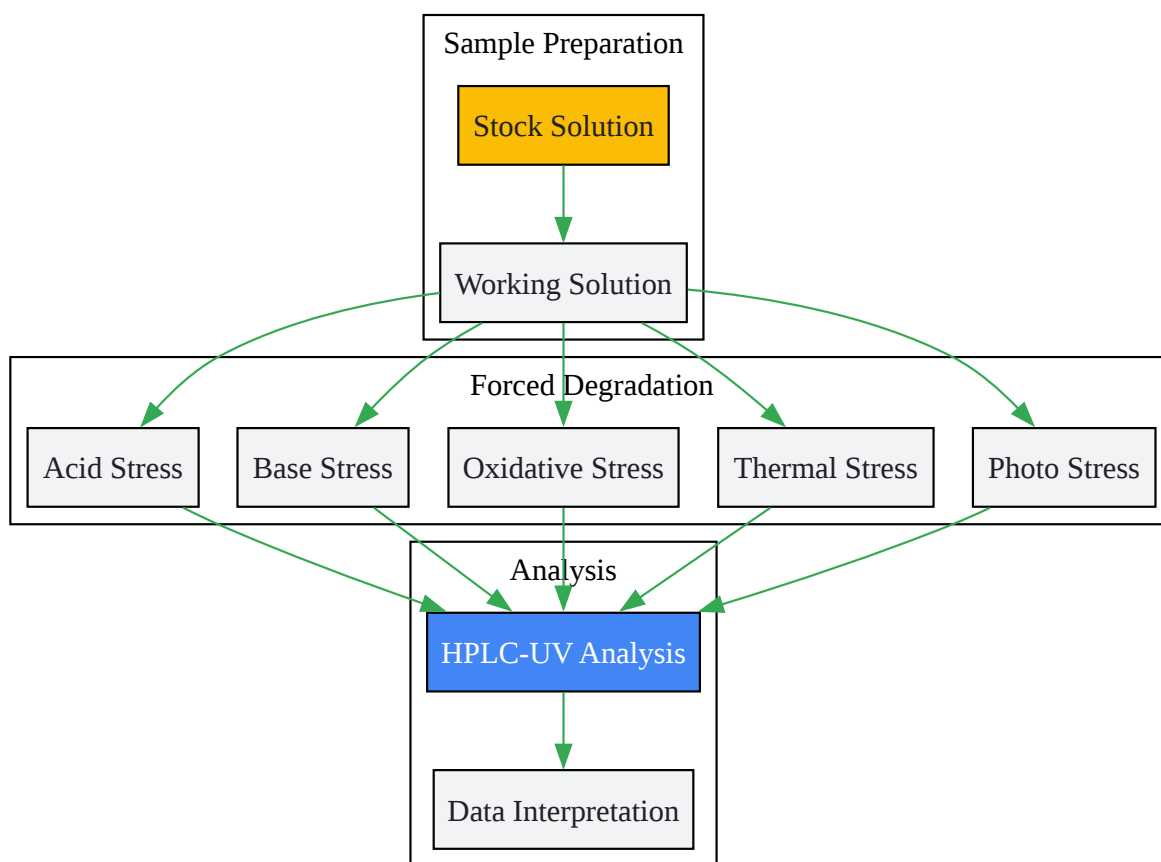 Sample Preparation
Stock Solution
Working Solution
Forced Degradation
Acid Stress
Base Stress
Oxidative Stress
Thermal Stress
Photo Stress
Analysis
HPLC-UV Analysis
Data Interpretation